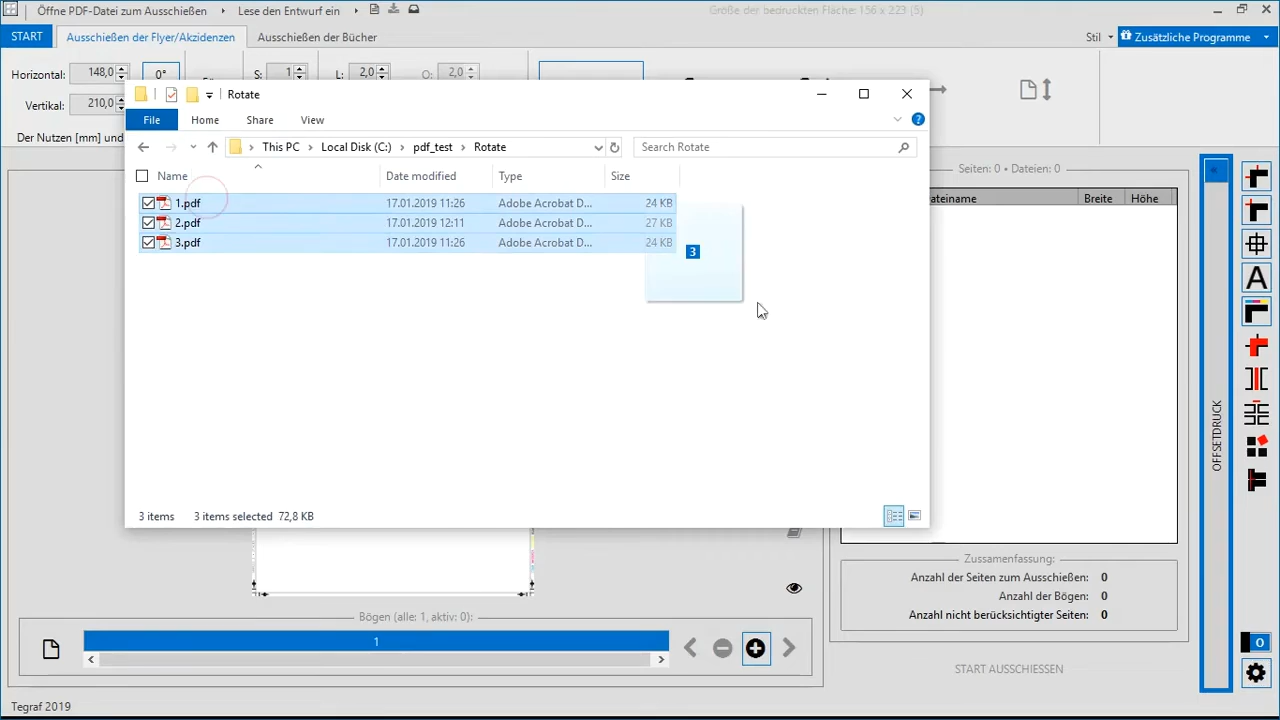 Öffne PDF-Datei zum Ausschießen
Lese den Entwurf ein
Größe der bedruckten Fläche: 156 x 223 (5)
START
Ausschießen der Flyer/Akzidenzen
Ausschießen der Bücher
Stil
Zusätzliche Programme
Horizontal: 148,0
0°
S: 1
L: 2,0
O: 2,0
Vertikal: 210,0
Der Nutzen [mm] und
Rotate
File
Home
Share
View
This PC
Local Disk (C:)
pdf_test
Rotate
Search Rotate
Name
Date modified
Type
Size
1.pdf 17.01.2019 11:26 Adobe Acrobat D... 24 KB
2.pdf 17.01.2019 12:11 Adobe Acrobat D... 27 KB
3.pdf 17.01.2019 11:26 Adobe Acrobat D... 24 KB
3
3 items
3 items selected 72,8 KB
Seiten: 0 • Dateien: 0
ateiname
Breite
Höhe
A
OFFSETDRUCK
Zusammenfassung:
Anzahl der Seiten zum Ausschießen: 0
Anzahl der Bögen: 0
Anzahl nicht berücksichtigter Seiten: 0
Bögen (alle: 1, aktiv: 0):
1
START AUSSCHIESSEN
O
Tegraf 2019